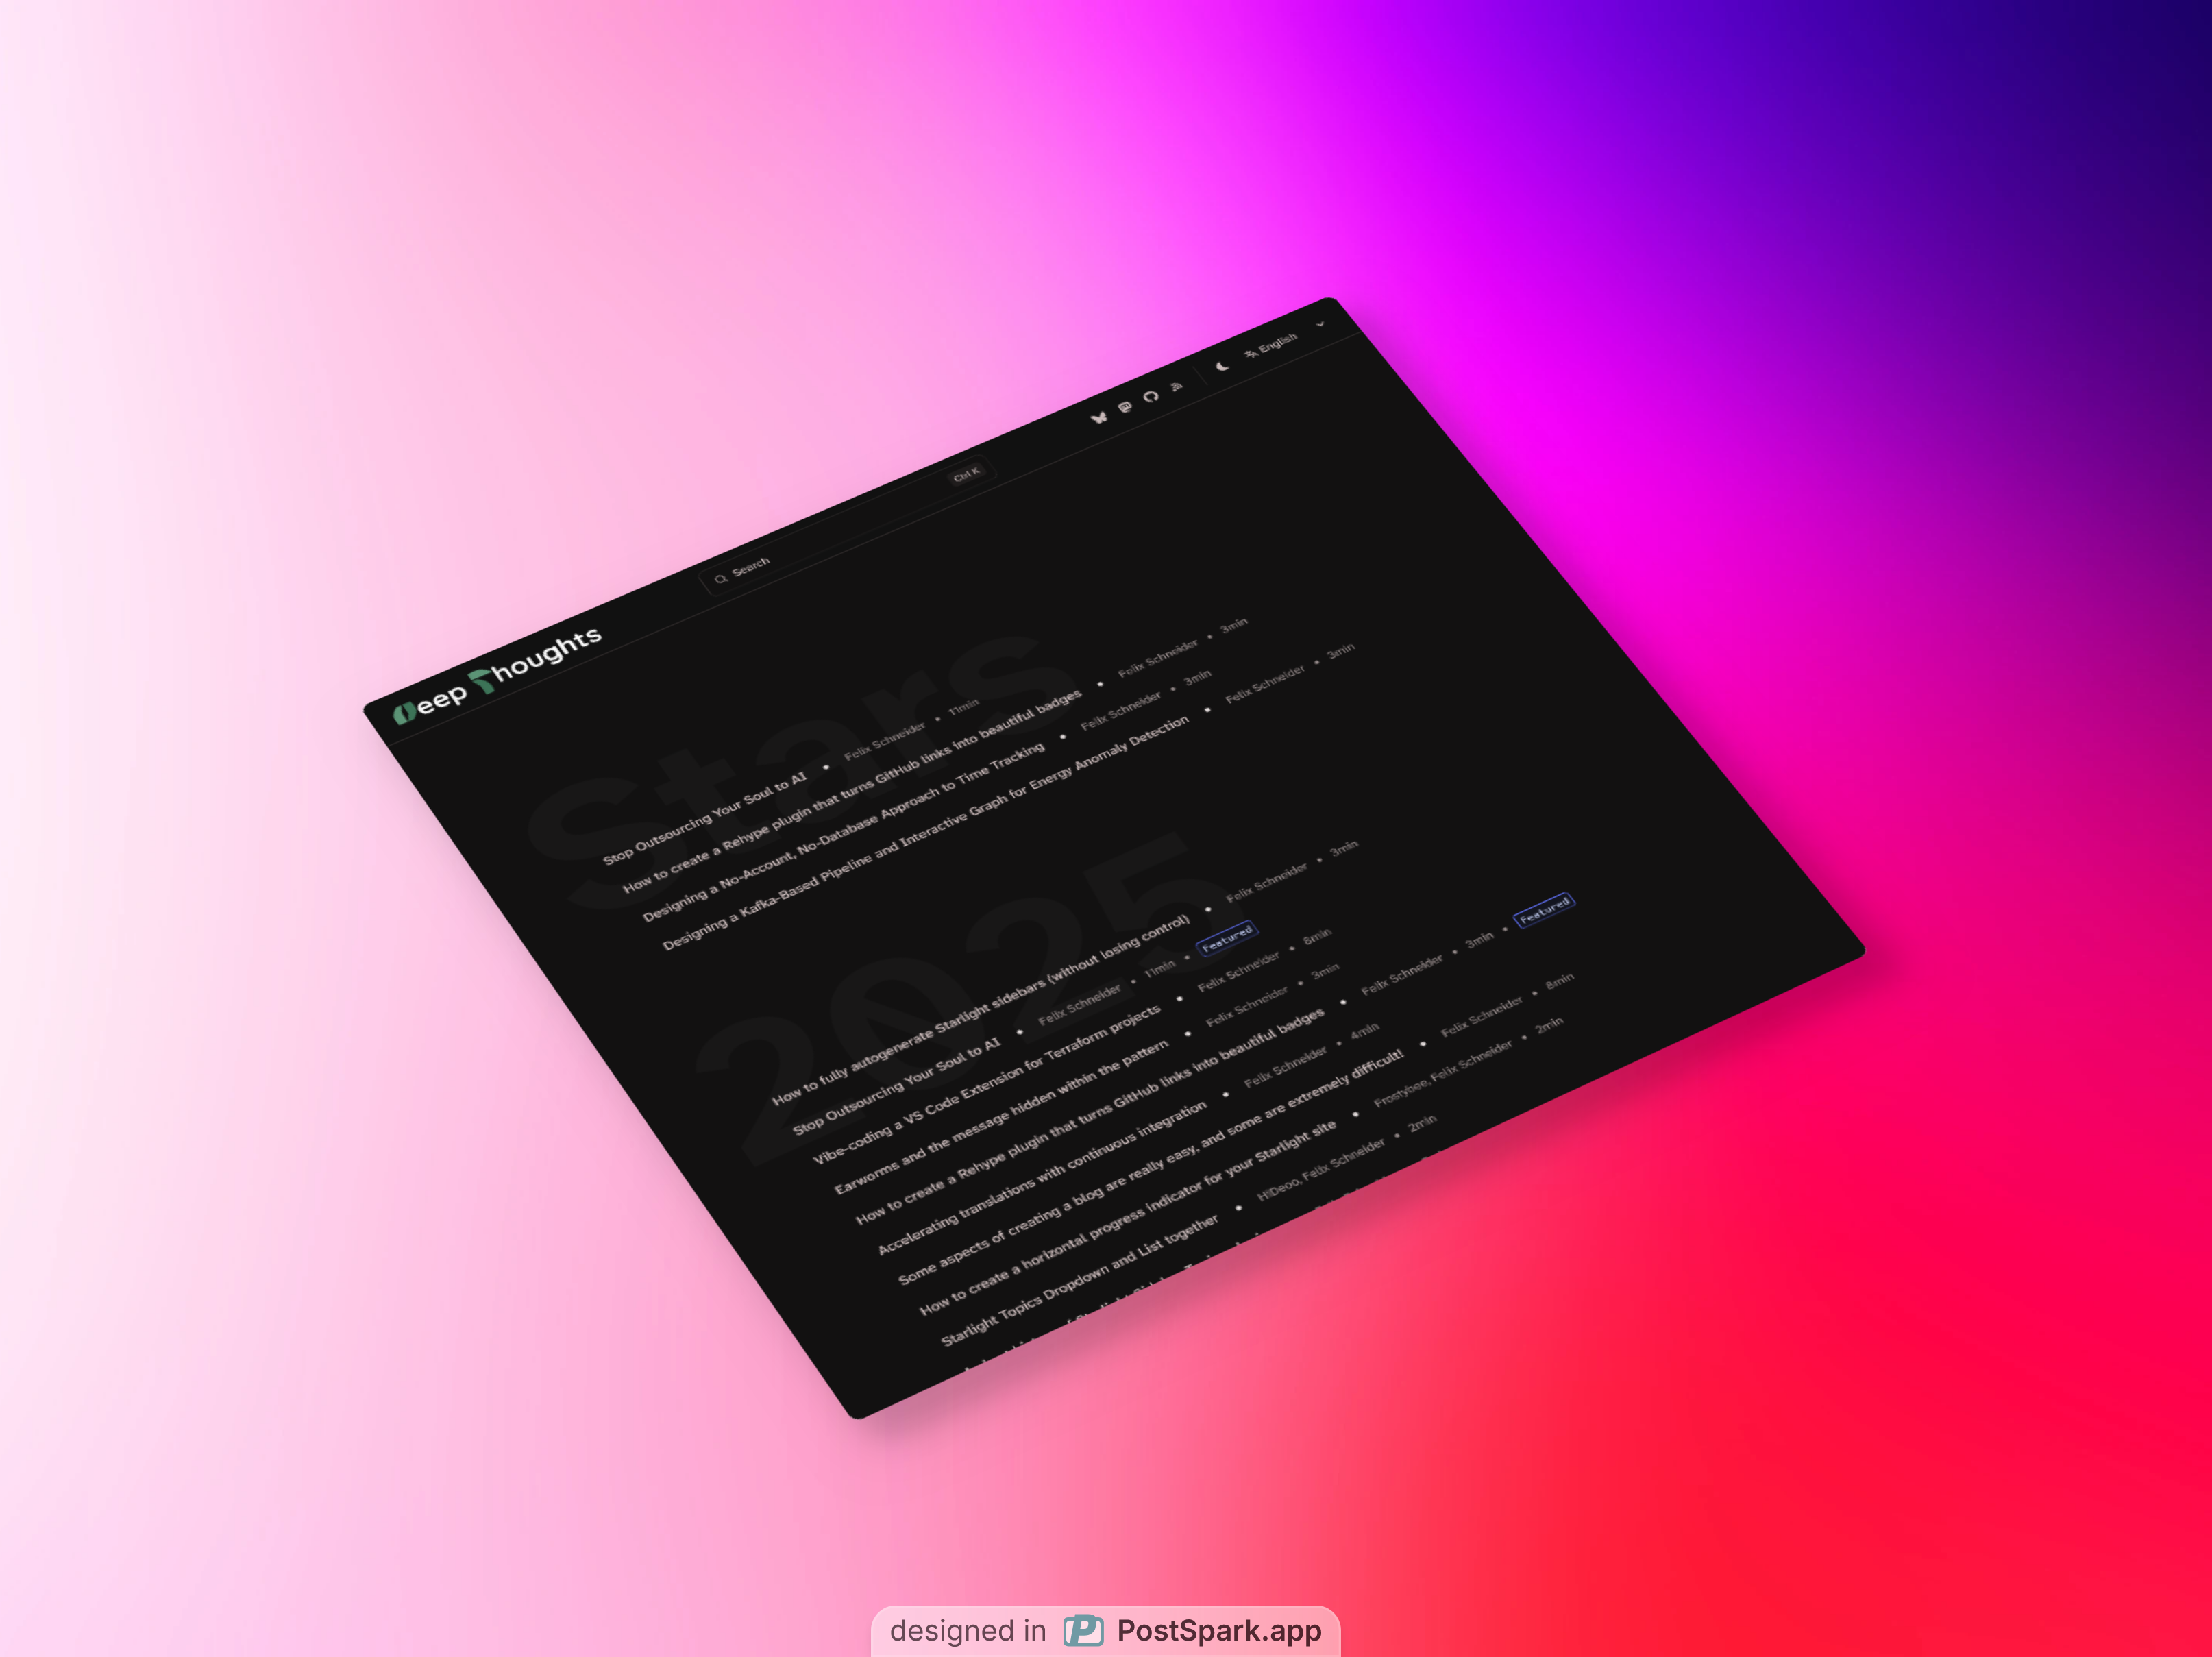 Deep Thoughts
Search
Ctrl K
English
Stars
Stop Outsourcing Your Soul to AI • Felix Schneider • 11min
How to create a Rehype plugin that turns GitHub links into beautiful badges • Felix Schneider • 3min
Designing a No-Account, No-Database Approach to Time Tracking • Felix Schneider • 3min
Designing a Kafka-Based Pipeline and Interactive Graph for Energy Anomaly Detection • Felix Schneider • 3min
2025
How to fully autogenerate Starlight sidebars (without losing control) • Felix Schneider • 3min
Stop Outsourcing Your Soul to AI • Felix Schneider • 11min • Featured
Vibe-coding a VS Code Extension for Terraform projects • Felix Schneider • 8min
Earworms and the message hidden within the pattern • Felix Schneider • 3min
How to create a Rehype plugin that turns GitHub links into beautiful badges • Felix Schneider • 3min • Featured
Accelerating translations with continuous integration • Felix Schneider • 4min
Some aspects of creating a blog are really easy, and some are extremely difficult! • Felix Schneider • 8min
How to create a horizontal progress indicator for your Starlight site • Frostybee, Felix Schneider • 2min
Starlight Topics Dropdown and List together • HiDeoo, Felix Schneider • 2min
designed in PostSpark.app